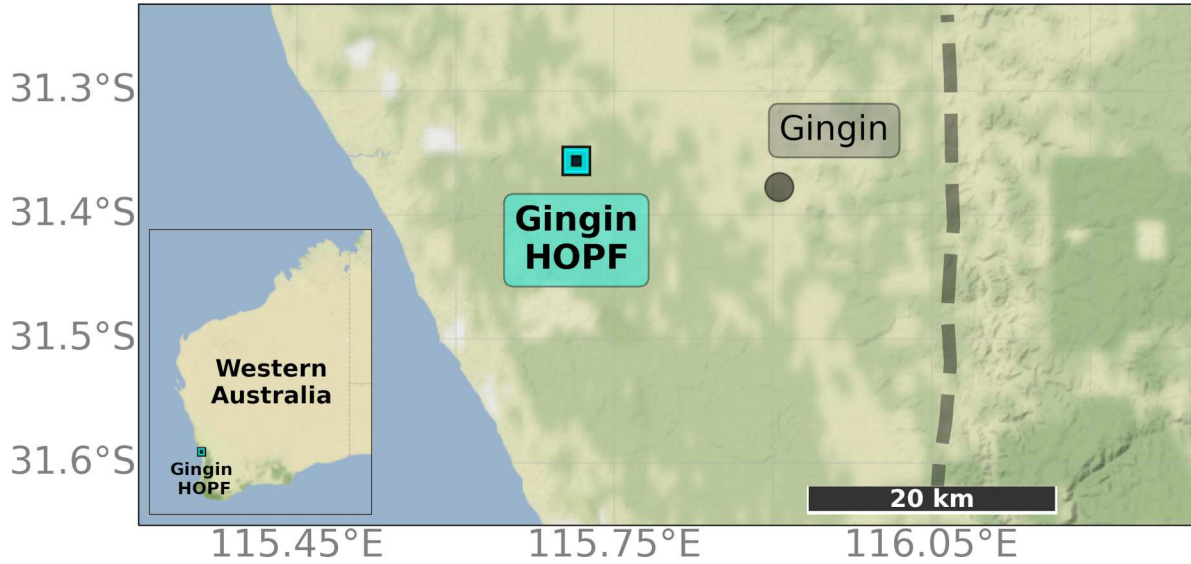 31.3°S
31.4°S
31.5°S
31.6°S
Gingin
Gingin
HOPF
Western
Australia
Gingin
HOPF
20 km
115.45°E
115.75°E
116.05°E